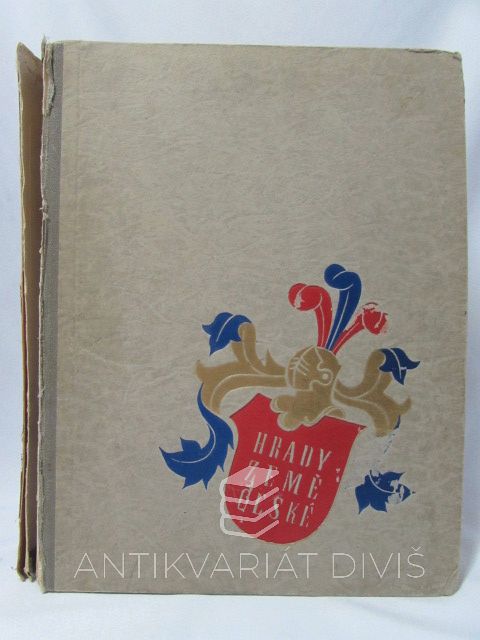 HRADY
ZEMĚ
ČESKÉ
ANTIKVARIÁT DIVIŠ